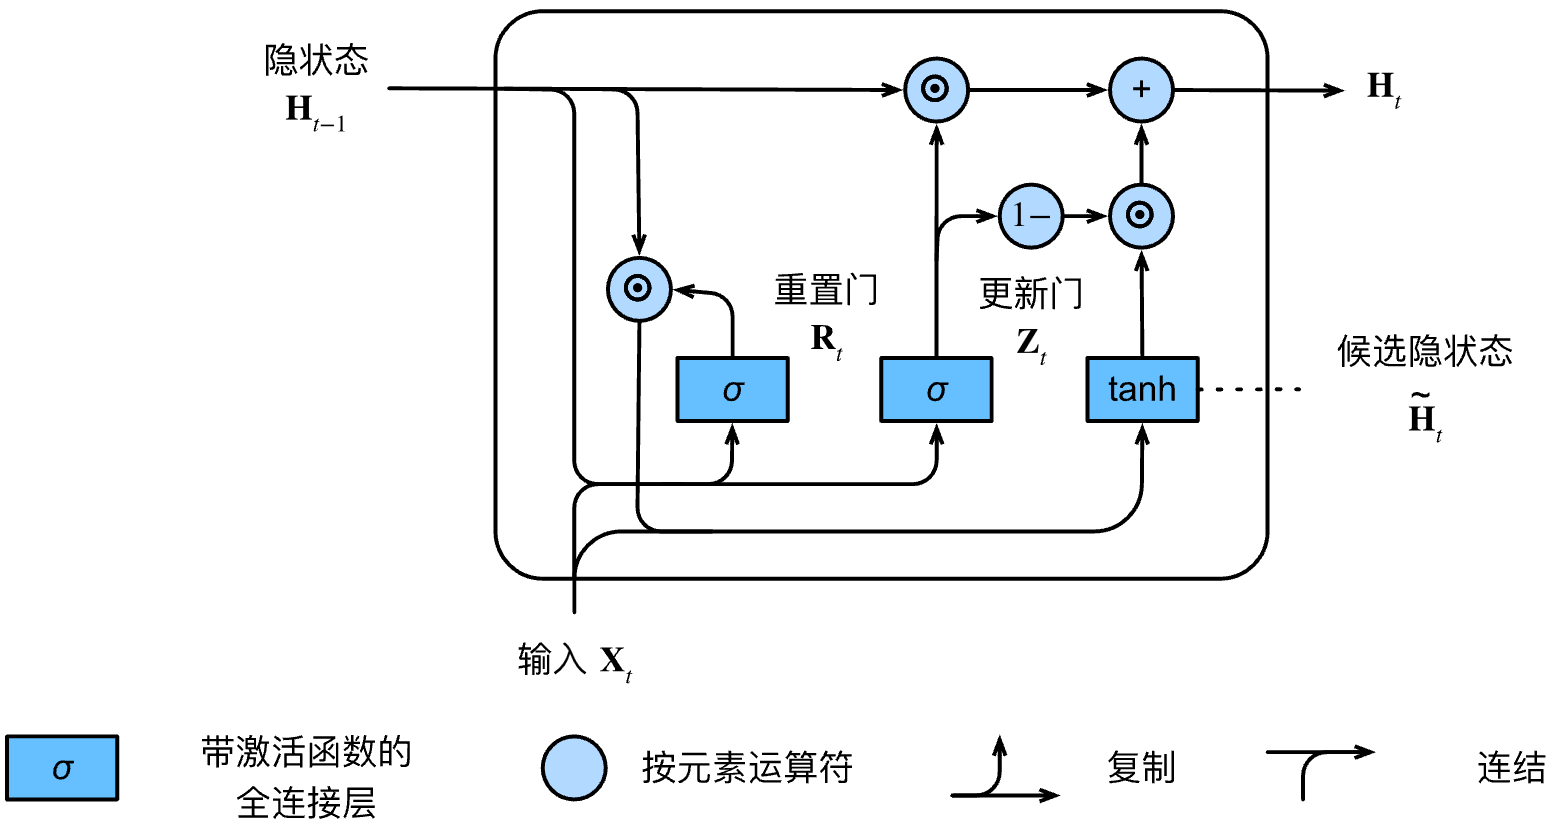 隐状态
H_{t−1}
⊙
+
H_t
1−
⊙
⊙
重置门
R_t
更新门
Z_t
候选隐状态
H̃_t
σ
σ
tanh
输入 X_t
σ
带激活函数的
全连接层
按元素运算符
复制
连结